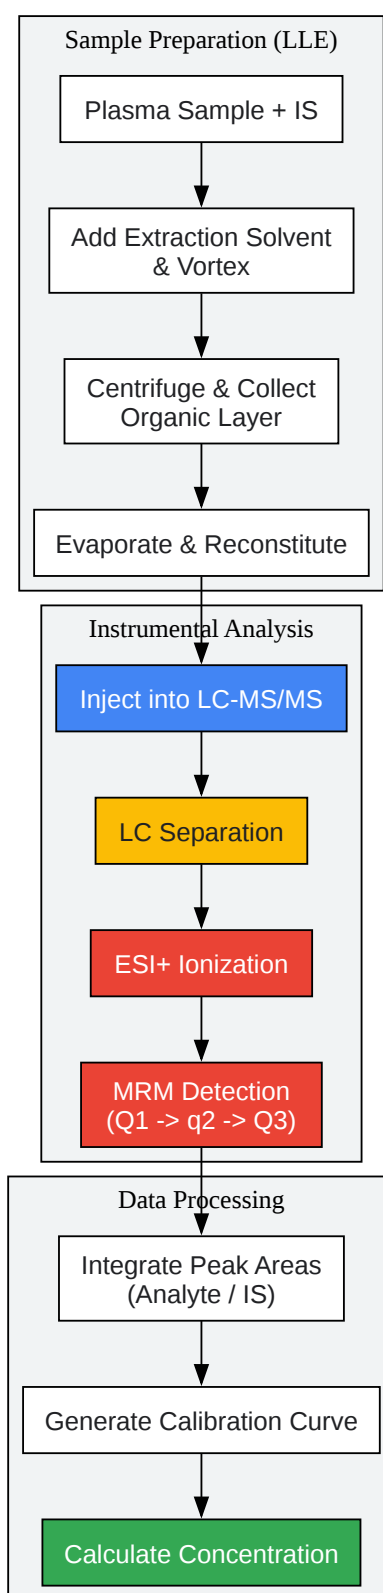 Sample Preparation (LLE)
Plasma Sample + IS
Add Extraction Solvent
& Vortex
Centrifuge & Collect
Organic Layer
Evaporate & Reconstitute
Instrumental Analysis
Inject into LC-MS/MS
LC Separation
ESI+ Ionization
MRM Detection
(Q1 -> q2 -> Q3)
Data Processing
Integrate Peak Areas
(Analyte / IS)
Generate Calibration Curve
Calculate Concentration